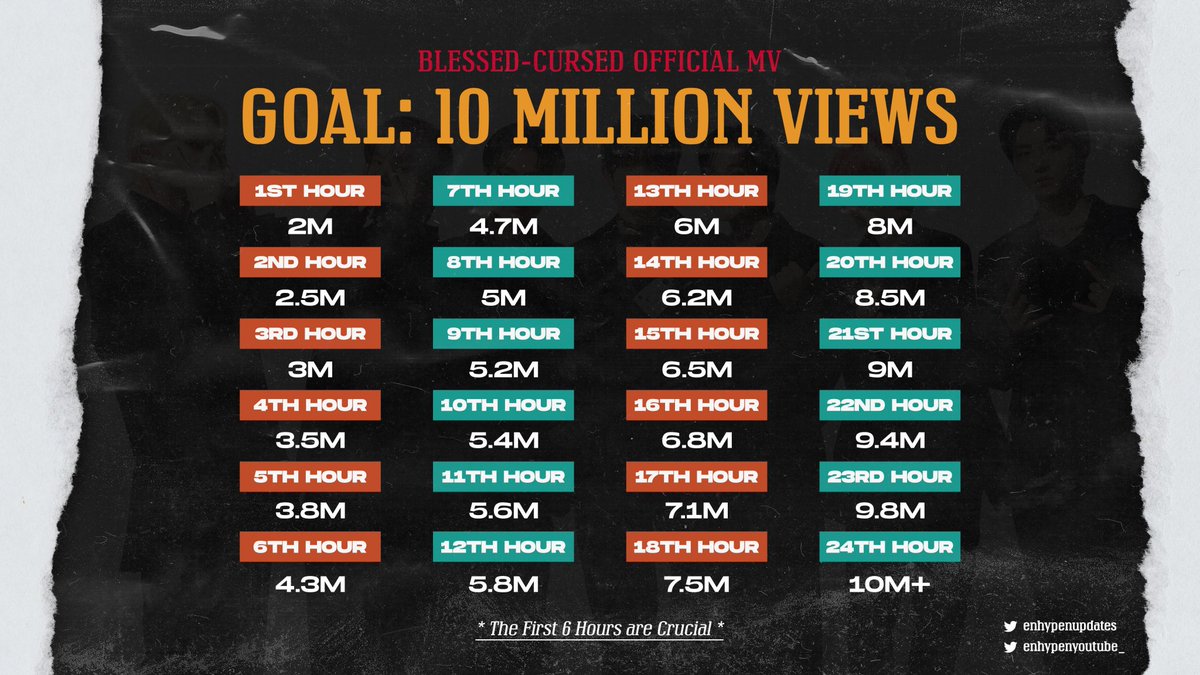 BLESSED-CURSED OFFICIAL MV
GOAL: 10 MILLION VIEWS
1ST HOUR
2M
2ND HOUR
2.5M
3RD HOUR
3M
4TH HOUR
3.5M
5TH HOUR
3.8M
6TH HOUR
4.3M
7TH HOUR
4.7M
8TH HOUR
5M
9TH HOUR
5.2M
10TH HOUR
5.4M
11TH HOUR
5.6M
12TH HOUR
5.8M
13TH HOUR
6M
14TH HOUR
6.2M
15TH HOUR
6.5M
16TH HOUR
6.8M
17TH HOUR
7.1M
18TH HOUR
7.5M
19TH HOUR
8M
20TH HOUR
8.5M
21ST HOUR
9M
22ND HOUR
9.4M
23RD HOUR
9.8M
24TH HOUR
10M+
* The First 6 Hours are Crucial *
enhypenupdates
enhypenyoutube_